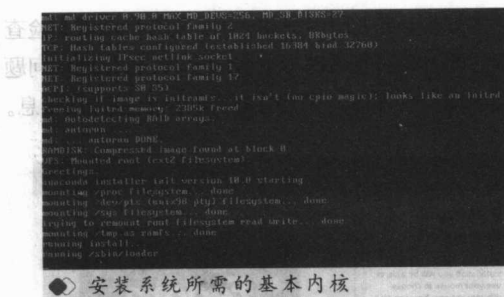 md: md driver 0.90.0 MAX_MD_DEVS=256, MD_SB_DISKS=27
NET: Registered protocol family 2
IP: routing cache hash table of 1024 buckets, 8Kbytes
TCP: Hash tables configured (established 16384 bind 32768)
Initializing IPsec netlink socket
NET: Registered protocol family 1
NET: Registered protocol family 17
ACPI: (supports S0 S5)
checking if image is initramfs...it isn't (no cpio magic); looks like an initrd
Freeing initrd memory: 2385k freed
md: Autodetecting RAID arrays.
md: autorun ...
md: ... autorun DONE.
RAMDISK: Compressed image found at block 0
VFS: Mounted root (ext2 filesystem).
Greetings.
anaconda installer init version 10.0 starting
mounting /proc filesystem... done
mounting /dev/pts (unix98 pty) filesystem... done
mounting /sys filesystem... done
trying to remount root filesystem read write... done
mounting /tmp as ramfs... done
running install...
running /sbin/loader
安装系统所需的基本内核